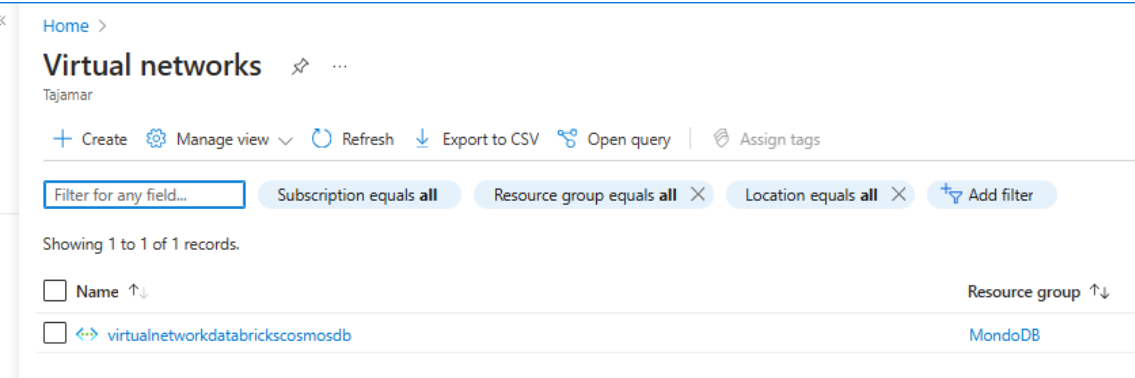 Home >
Virtual networks ...
Tajamar
+ Create Manage view Refresh Export to CSV Open query Assign tags
Filter for any field... Subscription equals all Resource group equals all Location equals all Add filter
Showing 1 to 1 of 1 records.
Name ↑↓ Resource group ↑↓
virtualnetworkdatabrickscosmosdb MondoDB